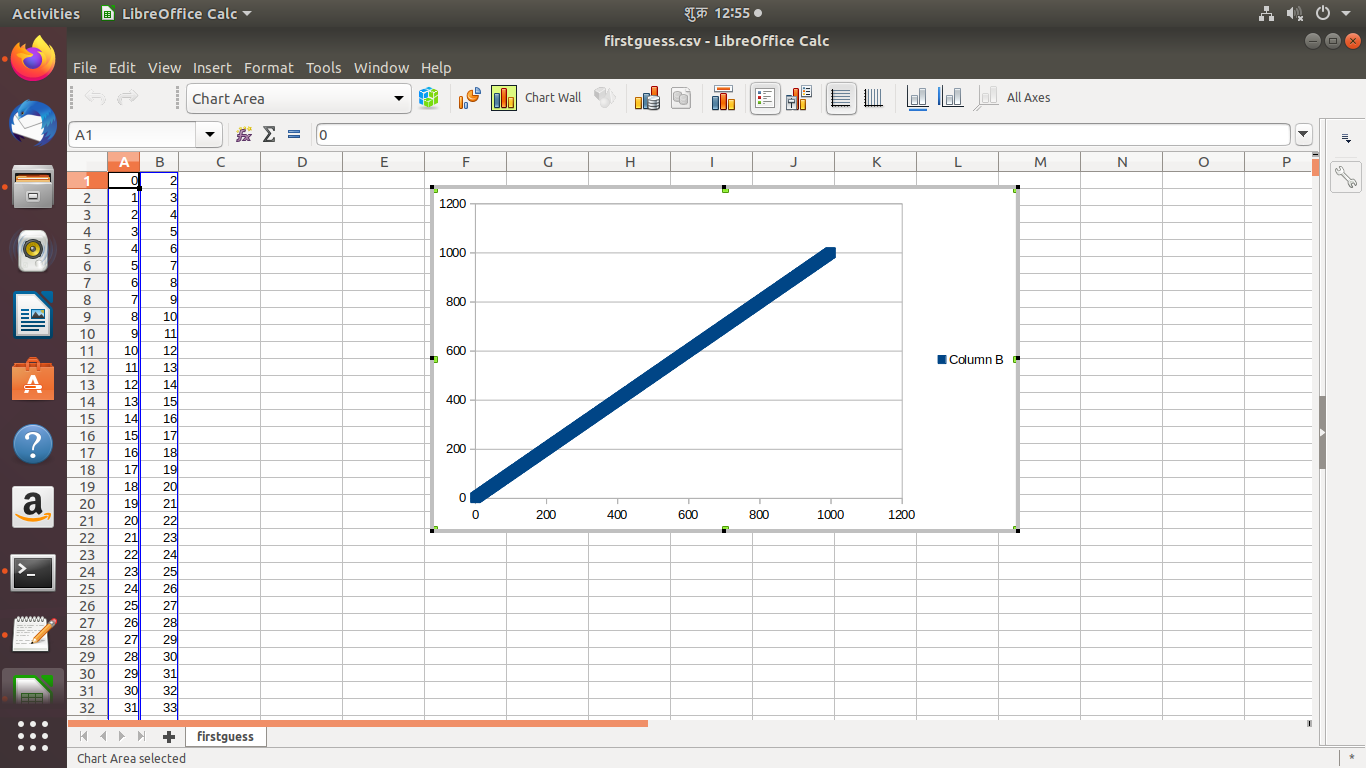 Activities LibreOffice Calc शुक्र 12:55
firstguess.csv - LibreOffice Calc
File Edit View Insert Format Tools Window Help
Chart Area Chart Wall All Axes
A1 0
A B C D E F G H I J K L M N O P
1 0 2
2 1 3
3 2 4
4 3 5
5 4 6
6 5 7
7 6 8
8 7 9
9 8 10
10 9 11
11 10 12
12 11 13
13 12 14
14 13 15
15 14 16
16 15 17
17 16 18
18 17 19
19 18 20
20 19 21
21 20 22
22 21 23
23 22 24
24 23 25
25 24 26
26 25 27
27 26 28
28 27 29
29 28 30
30 29 31
31 30 32
32 31 33
1200
1000
800
600
400
200
0
0 200 400 600 800 1000 1200
Column B
firstguess
Chart Area selected *